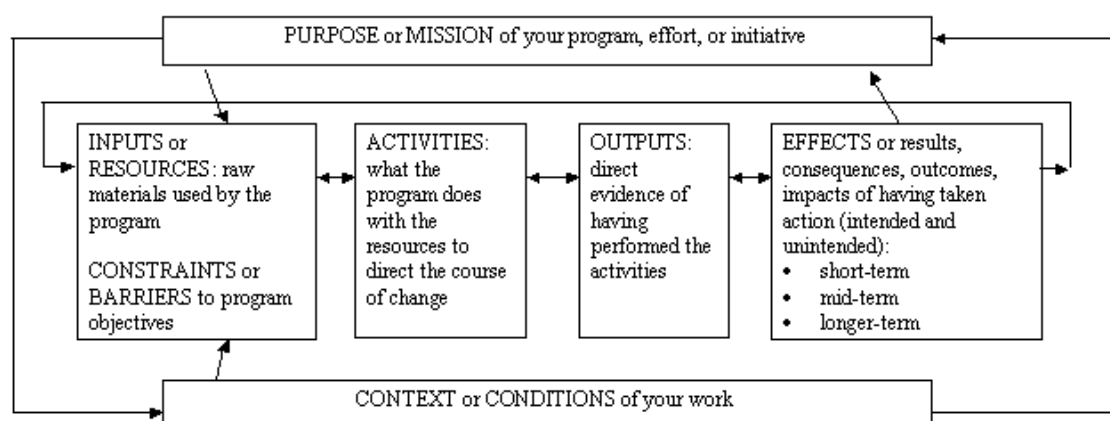 PURPOSE or MISSION of your program, effort, or initiative
INPUTS or
RESOURCES: raw
materials used by the
program
CONSTRAINTS or
BARRIERS to program
objectives
ACTIVITIES:
what the
program does
with the
resources to
direct the course
of change
OUTPUTS:
direct
evidence of
having
performed the
activities
EFFECTS or results,
consequences, outcomes,
impacts of having taken
action (intended and
unintended):
• short-term
• mid-term
• longer-term
CONTEXT or CONDITIONS of your work